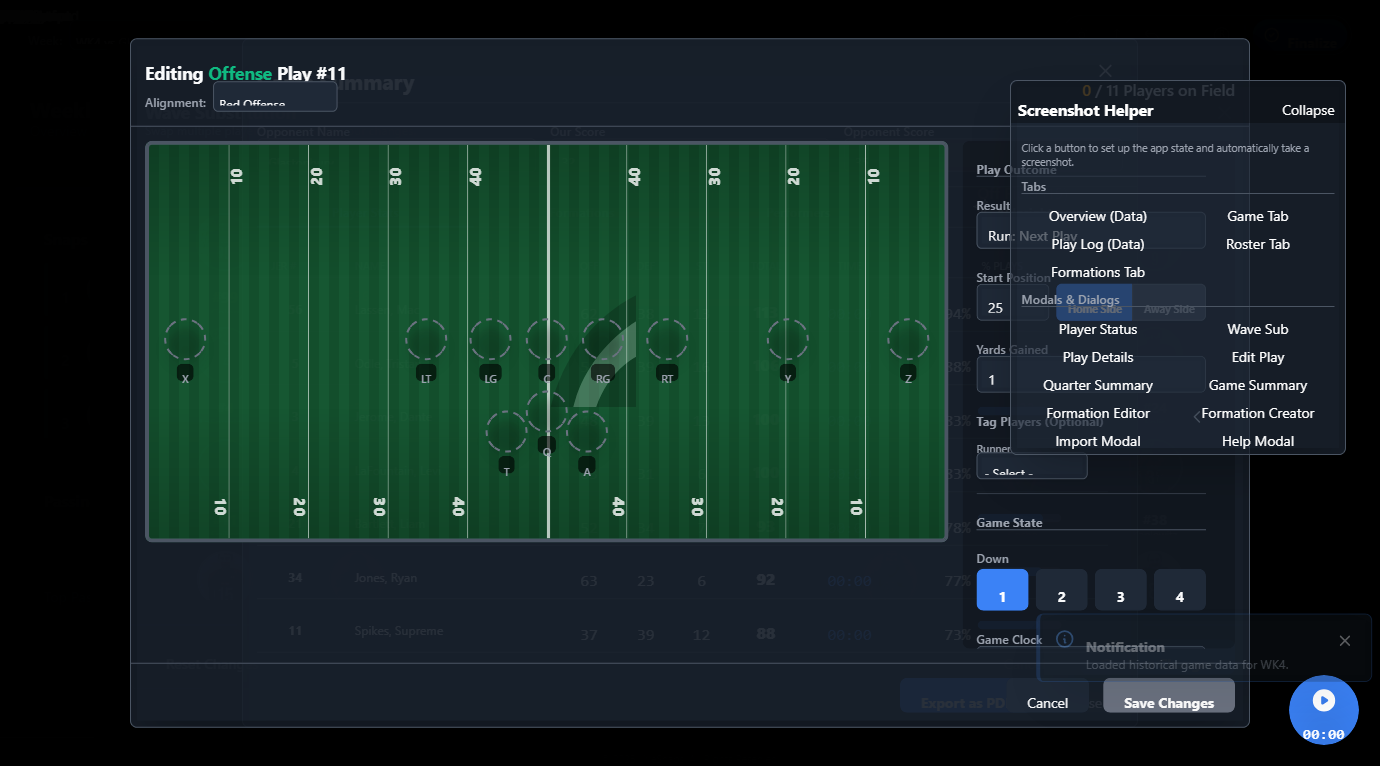 Editing Offense Play #11
ummary
Alignment:
Red Offense
0 / 11 Players on Field
Opponent Name
Our Score
Opponent Score
Screenshot Helper
Collapse
Click a button to set up the app state and automatically take a
screenshot.
Tabs
Overview (Data)
Game Tab
Play Log (Data)
Roster Tab
Formations Tab
Modals & Dialogs
Player Status
Wave Sub
Play Details
Edit Play
Quarter Summary
Game Summary
Formation Editor
Formation Creator
Import Modal
Help Modal
10 20 30 40 40 30 20 10
X LT LG C RG RT Y Z
T Q A
10 20 30 40 40 30 20 10
Play Outcome
Result
Run: Next Play
Start Position
25
Home Side
Away Side
94%
Yards Gained
1
88%
Tag Players (Optional)
83%
Runner
- Select -
83%
Game State
78%
Down
1 2 3 4
Game Clock
34 Jones, Ryan 63 23 6 92 00:00 77%
11 Spikes, Supreme 37 39 12 88 00:00 73%
Notification
Loaded historical game data for WK4.
Export as PD
Cancel
Save Changes
00:00